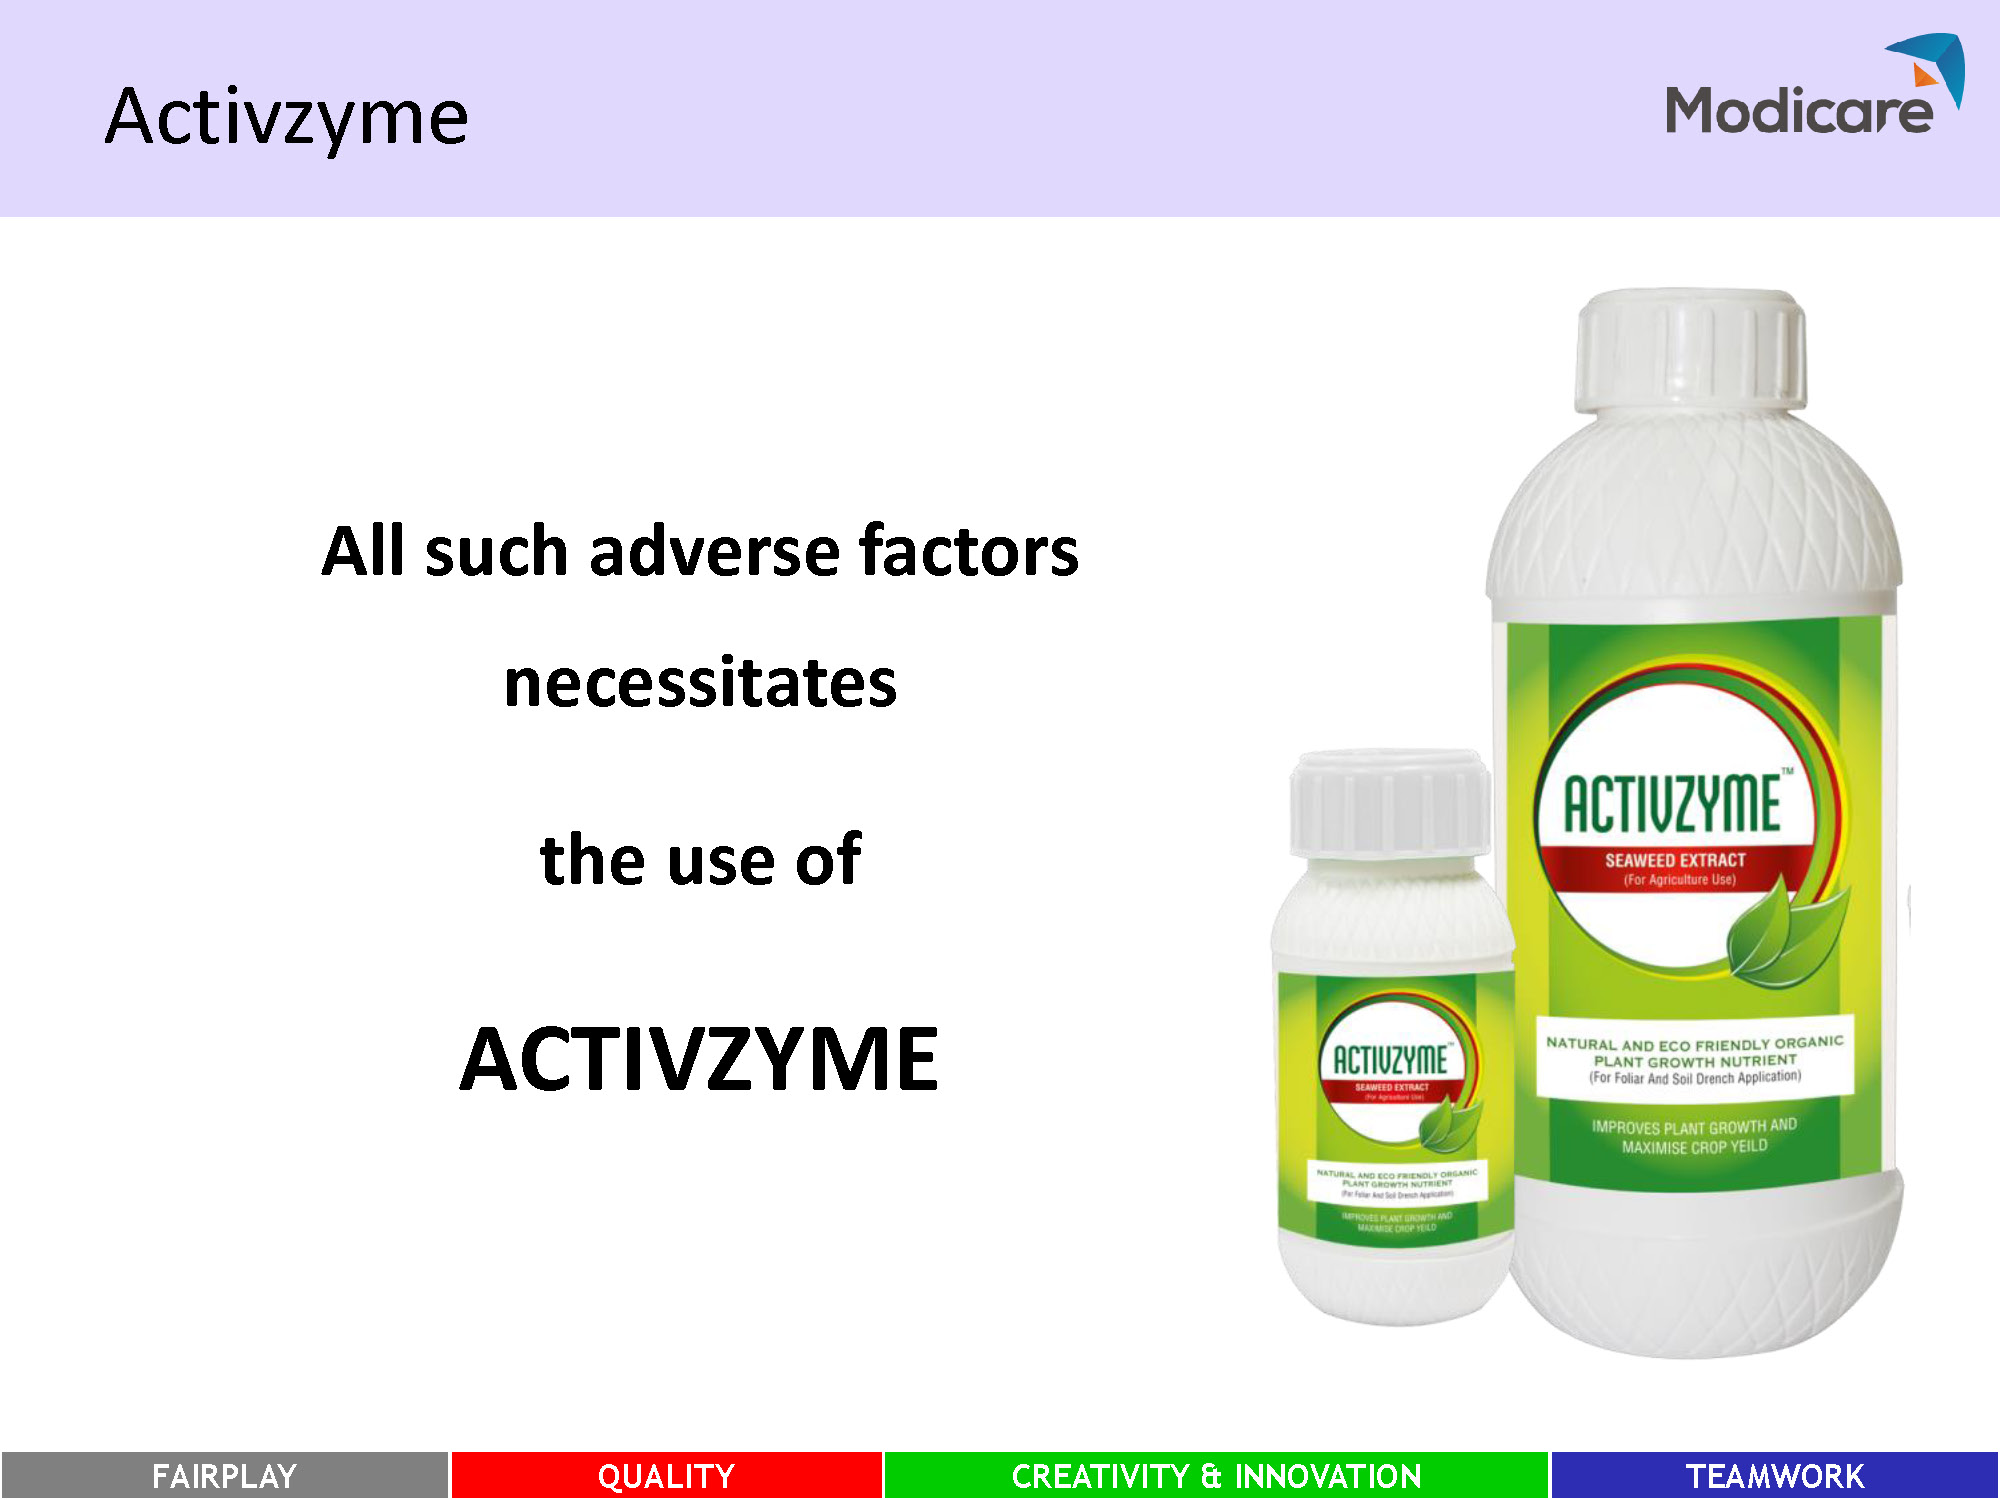 Activzyme
Modicare
All such adverse factors
necessitates
the use of
ACTIVZYME
ACTIVZYME™
SEAWEED EXTRACT
(For Agriculture Use)
NATURAL AND ECO FRIENDLY ORGANIC
PLANT GROWTH NUTRIENT
(For Foliar And Soil Drench Application)
IMPROVES PLANT GROWTH AND
MAXIMISE CROP YEILD
ACTIVZYME™
SEAWEED EXTRACT
(For Agriculture Use)
NATURAL AND ECO FRIENDLY ORGANIC
PLANT GROWTH NUTRIENT
(For Foliar And Soil Drench Application)
IMPROVES PLANT GROWTH AND
MAXIMISE CROP YEILD
FAIRPLAY
QUALITY
CREATIVITY & INNOVATION
TEAMWORK